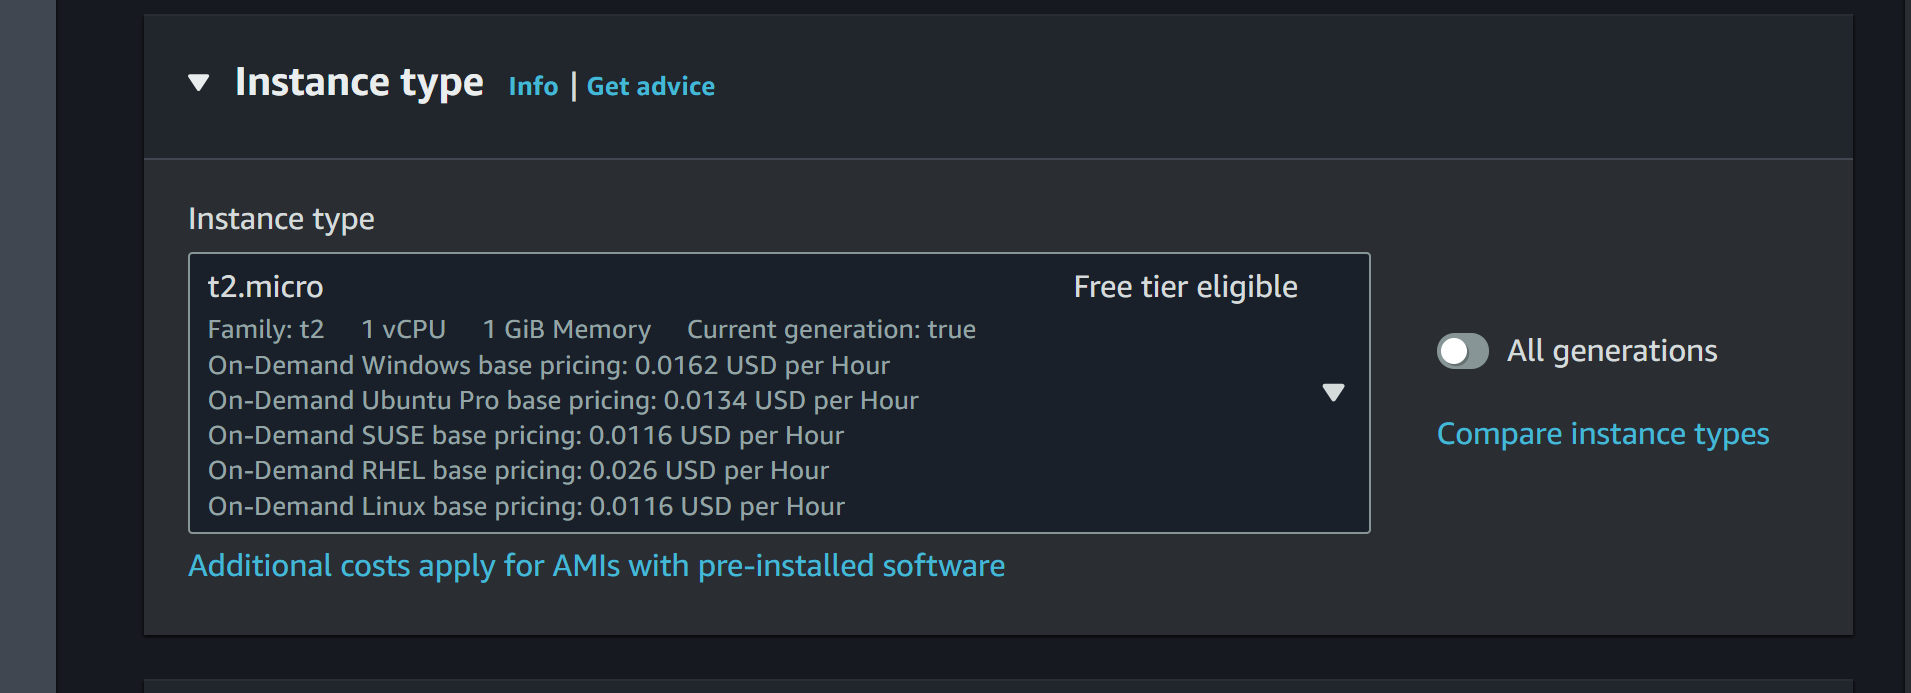 Instance type Info | Get advice
Instance type
t2.micro Free tier eligible
Family: t2 1 vCPU 1 GiB Memory Current generation: true
On-Demand Windows base pricing: 0.0162 USD per Hour
On-Demand Ubuntu Pro base pricing: 0.0134 USD per Hour
On-Demand SUSE base pricing: 0.0116 USD per Hour
On-Demand RHEL base pricing: 0.026 USD per Hour
On-Demand Linux base pricing: 0.0116 USD per Hour
All generations
Compare instance types
Additional costs apply for AMIs with pre-installed software